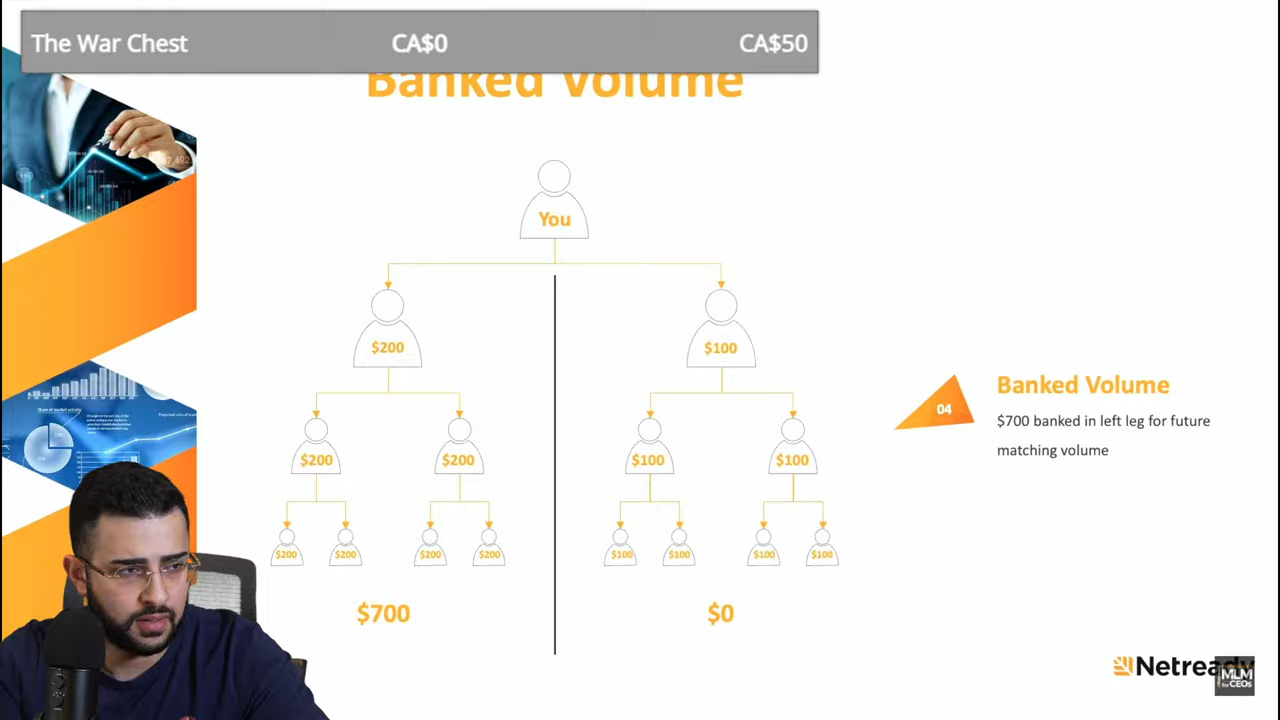 The War Chest CA$0 CA$50
Banked Volume
You
$200 $100
$200 $200 $100 $100
$200 $200 $200 $200 $100 $100 $100 $100
$700 $0
04
Banked Volume
$700 banked in left leg for future
matching volume
Netready
MLM
for CEOs